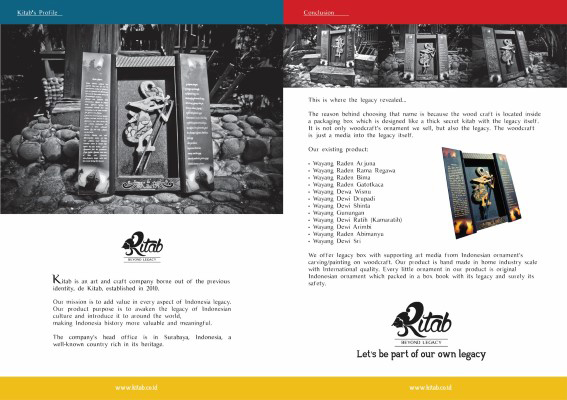 Kitab's Profile
Kitab
BEYOND LEGACY
Kitab is an art and craft company borne out of the previous
identity, de Kitab, established in 2010.
Our mission is to add value in every aspect of Indonesia legacy.
Our product purpose is to awaken the legacy of Indonesian
culture and introduce it to around the world,
making Indonesia history more valuable and meaningful.
The company's head office is in Surabaya, Indonesia, a
well-known country rich in its heritage.
www.kitab.co.id
Conclusion
This is where the legacy revealed...
The reason behind choosing that name is because the wood craft is located inside
a packaging box which is designed like a thick secret kitab with the legacy itself.
It is not only woodcraft's ornament we sell, but also the legacy. The woodcraft
is just a media into the legacy itself.
Our existing product:
- Wayang Raden Arjuna
- Wayang Raden Rama Regawa
- Wayang Raden Bima
- Wayang Raden Gatotkaca
- Wayang Dewa Wisnu
- Wayang Dewi Drupadi
- Wayang Dewi Shinta
- Wayang Gunungan
- Wayang Dewi Ratih (Kamaratih)
- Wayang Dewi Arimbi
- Wayang Raden Abimanyu
- Wayang Dewi Sri
We offer legacy box with supporting art media from Indonesian ornament's
carving/painting on woodcraft. Our product is hand made in home industry scale
with International quality. Every little ornament in our product is original
Indonesian ornament which packed in a box book with its legacy and surely its
safety.
Kitab
BEYOND LEGACY
Let's be part of our own legacy
www.kitab.co.id